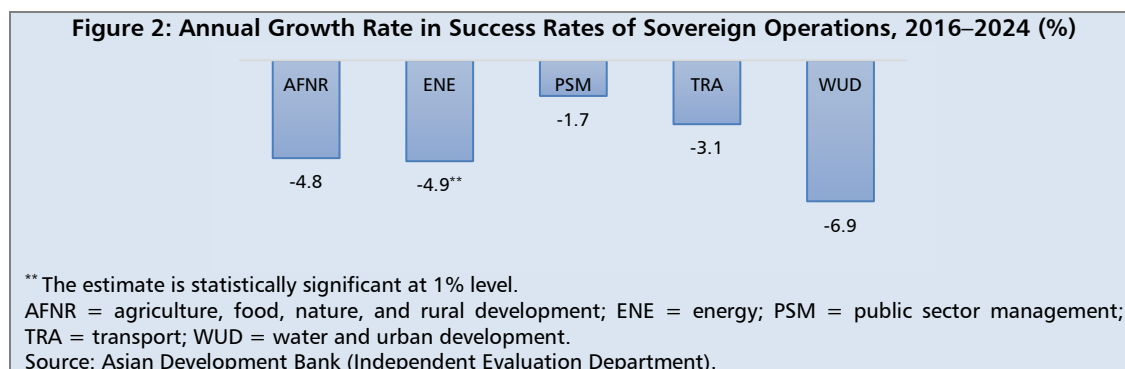 Figure 2: Annual Growth Rate in Success Rates of Sovereign Operations, 2016–2024 (%)
AFNR ENE PSM TRA WUD
-1.7
-3.1
-4.8 -4.9**
-6.9
** The estimate is statistically significant at 1% level.
AFNR = agriculture, food, nature, and rural development; ENE = energy; PSM = public sector management;
TRA = transport; WUD = water and urban development.
Source: Asian Development Bank (Independent Evaluation Department).